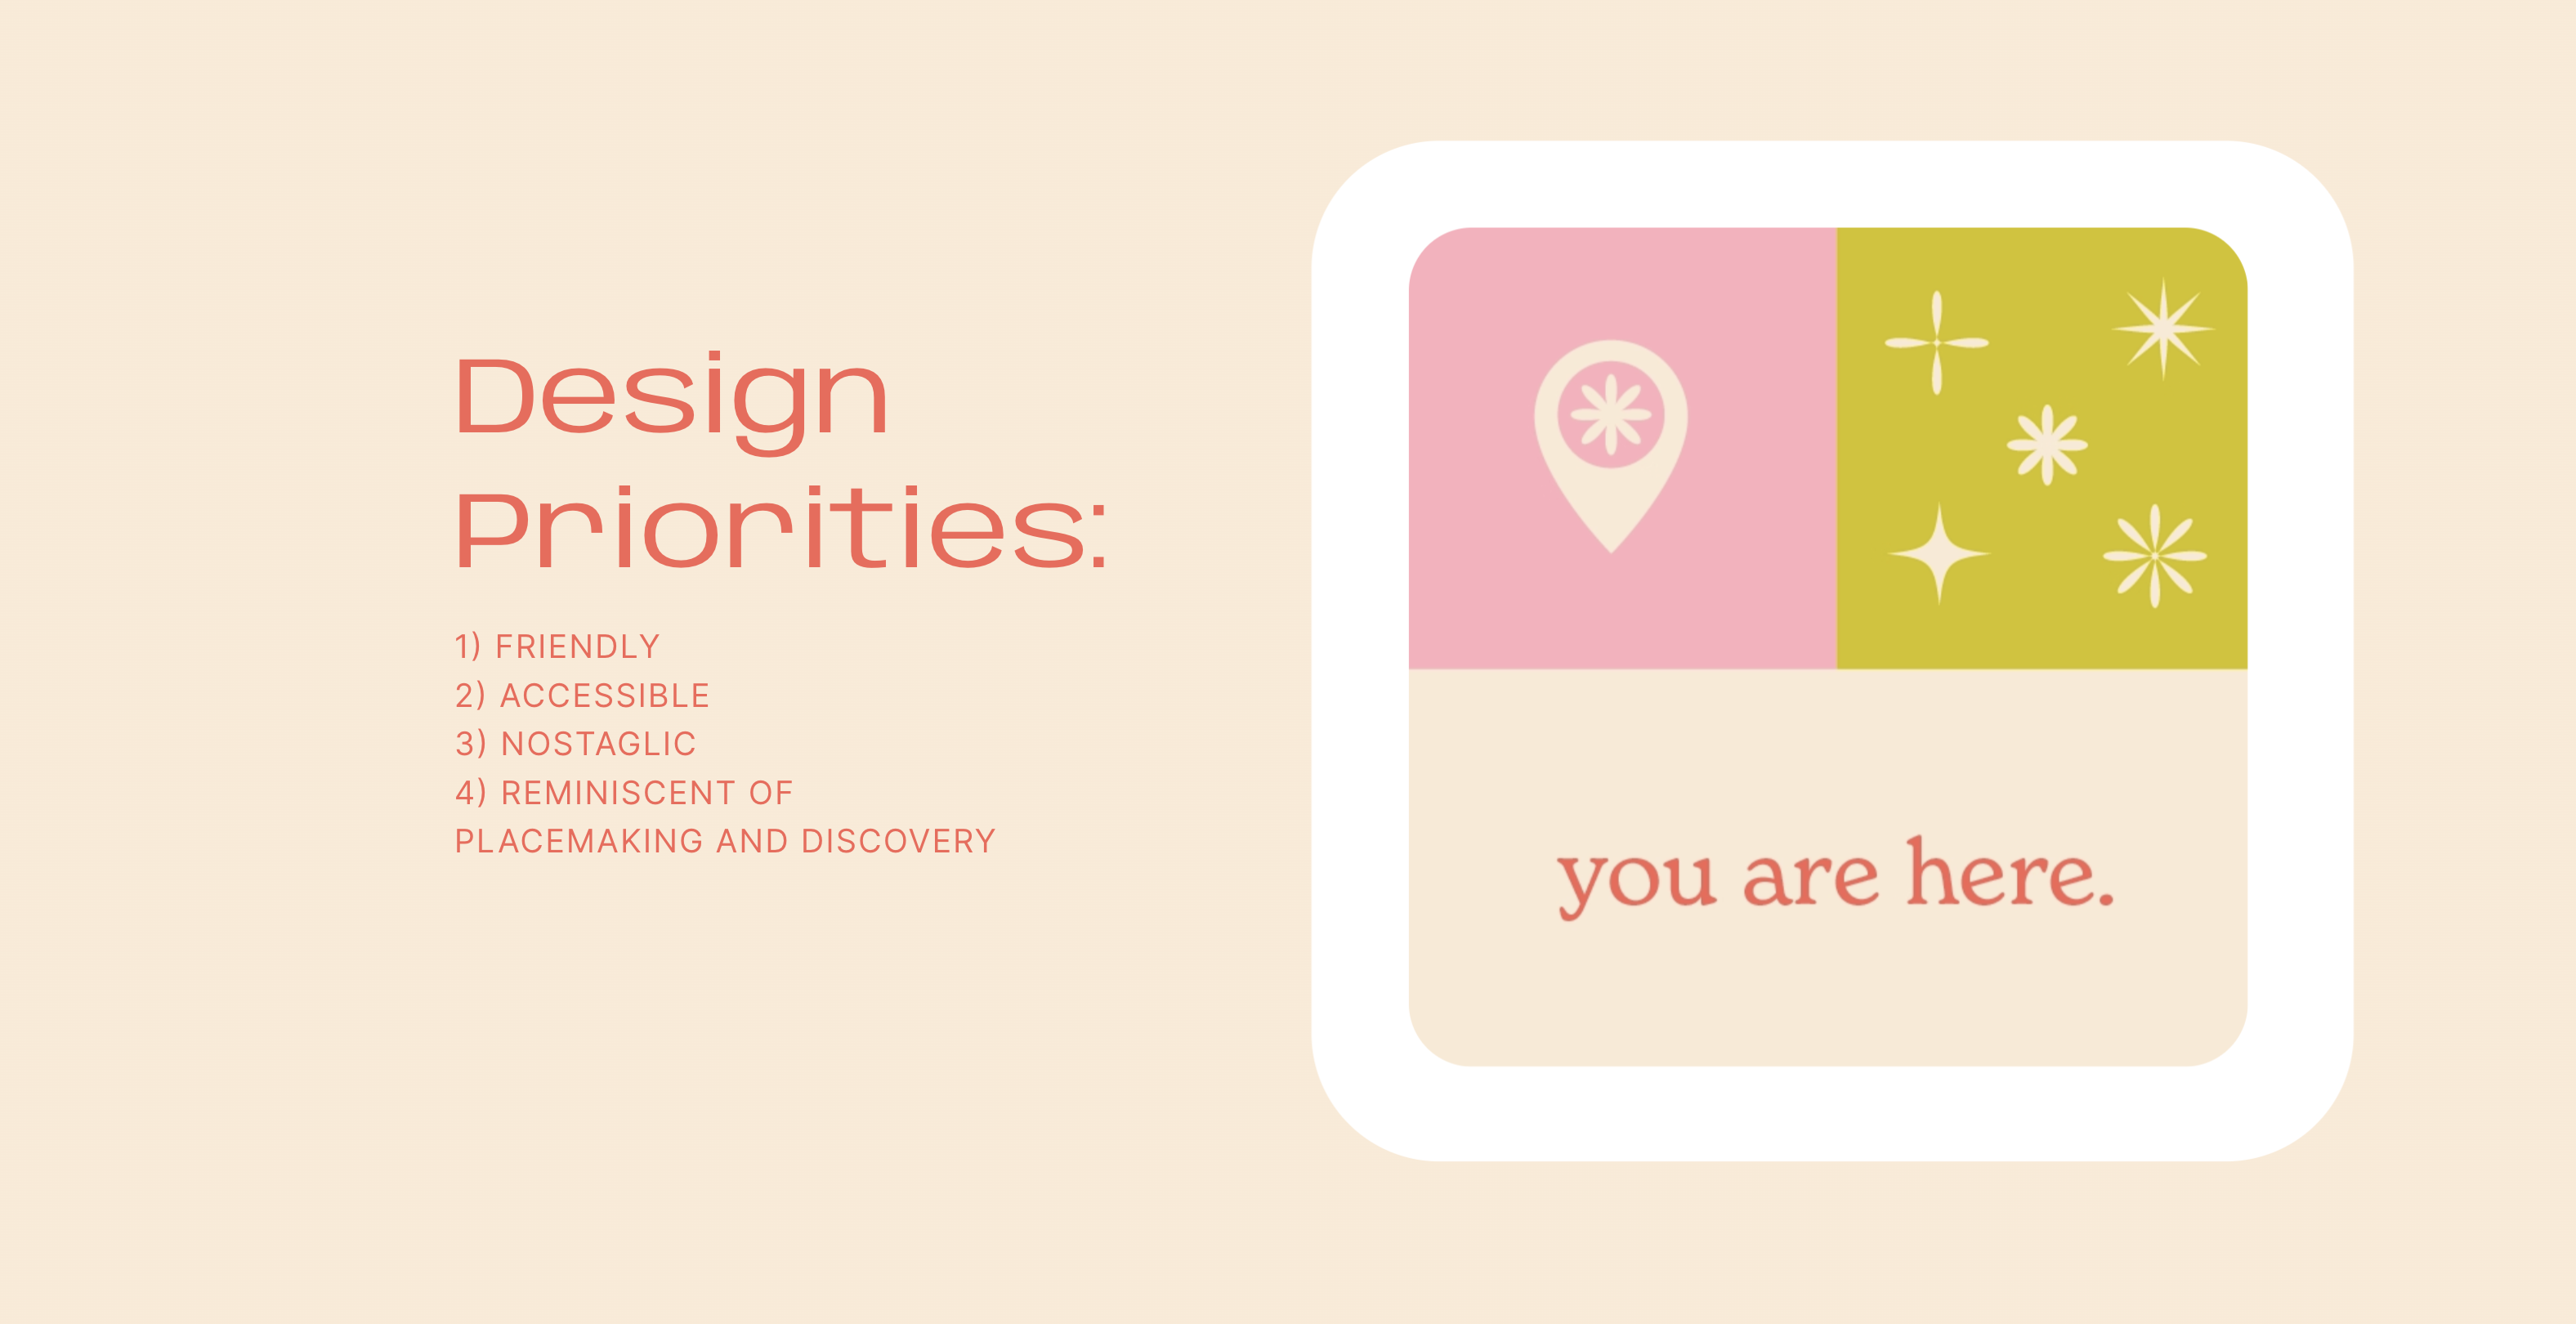 Design
Priorities:
1) FRIENDLY
2) ACCESSIBLE
3) NOSTAGLIC
4) REMINISCENT OF
PLACEMAKING AND DISCOVERY
you are here.